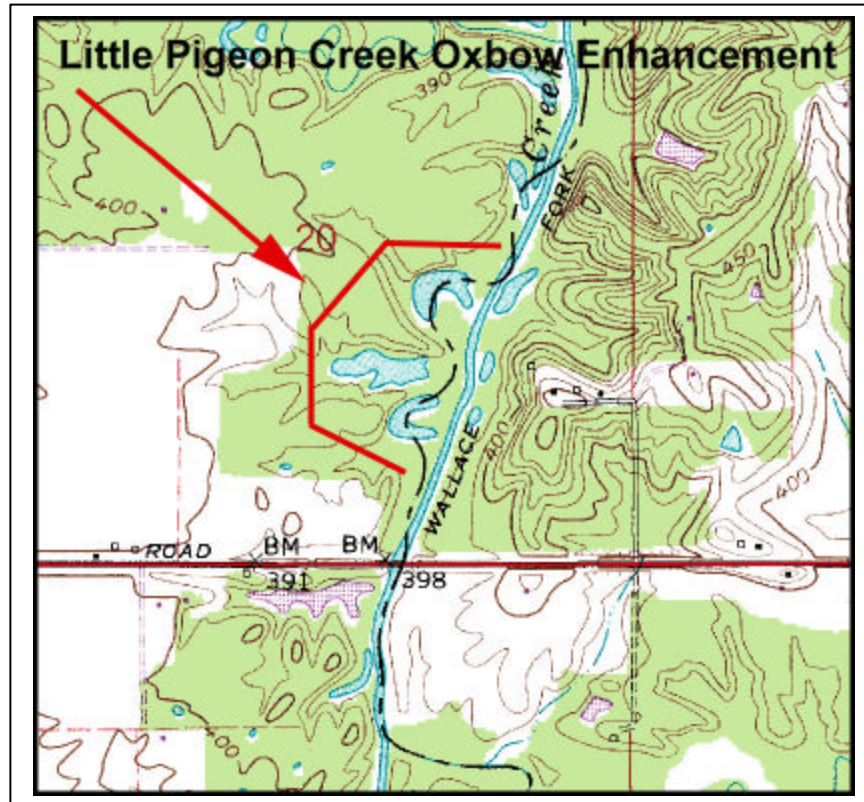 Little Pigeon Creek Oxbow Enhancement
390
Creek
FORK
400
20
450
WALLACE
400
400
ROAD
BM
BM
391
398
400